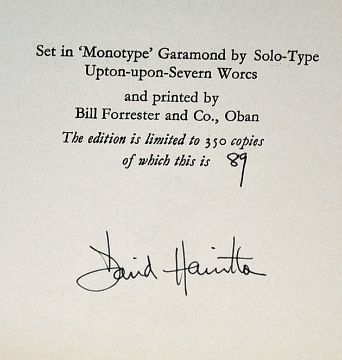 Set in ‘Monotype’ Garamond by Solo-Type
Upton-upon-Severn Worcs
and printed by
Bill Forrester and Co., Oban
The edition is limited to 350 copies
of which this is 89
David